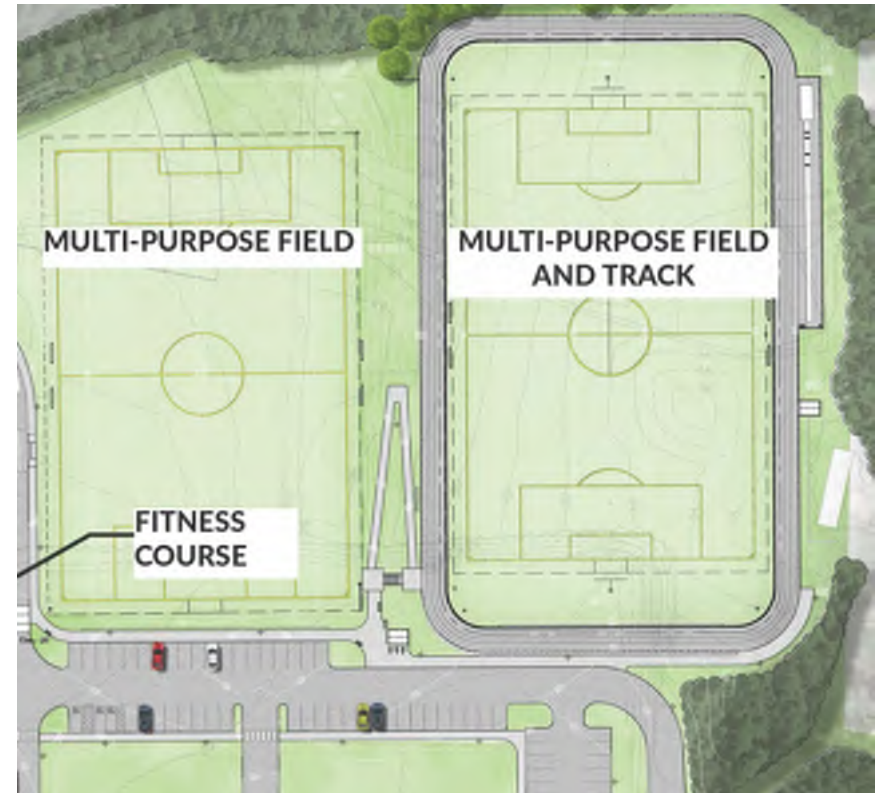 MULTI-PURPOSE FIELD
MULTI-PURPOSE FIELD
AND TRACK
FITNESS
COURSE